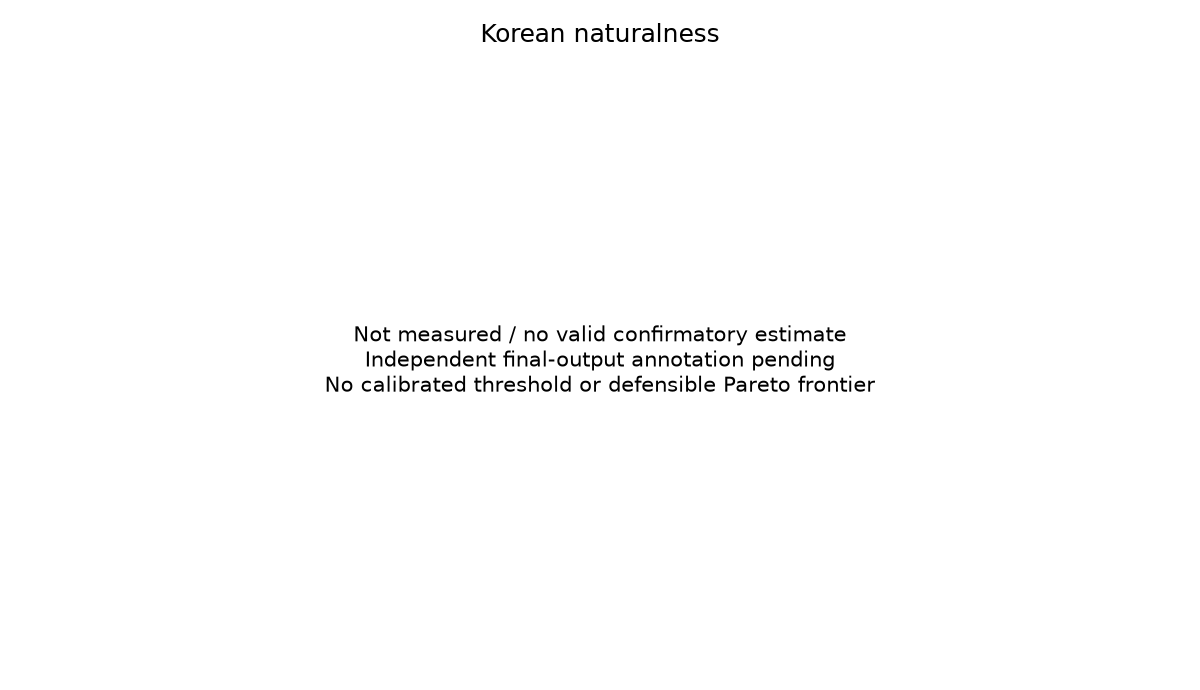 Korean naturalness
Not measured / no valid confirmatory estimate
Independent final-output annotation pending
No calibrated threshold or defensible Pareto frontier